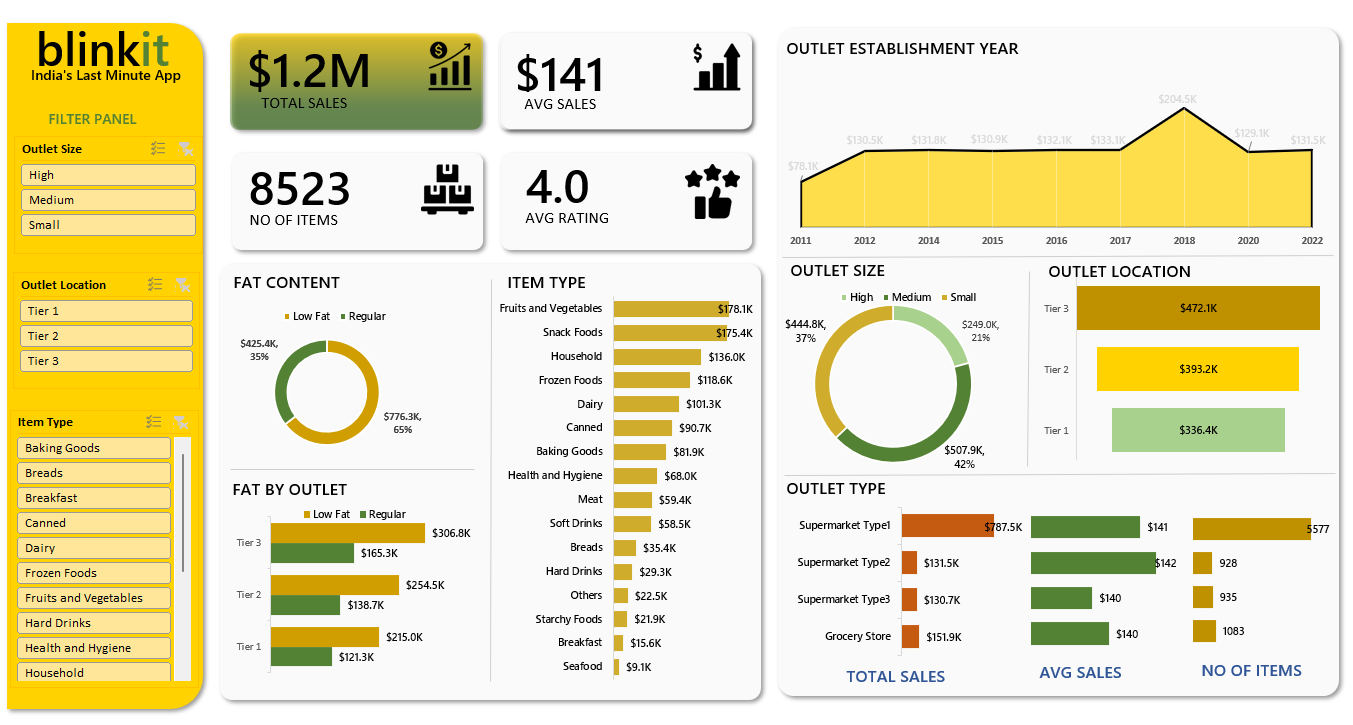 blinkit
India's Last Minute App
FILTER PANEL
Outlet Size
High
Medium
Small
Outlet Location
Tier 1
Tier 2
Tier 3
Item Type
Baking Goods
Breads
Breakfast
Canned
Dairy
Frozen Foods
Fruits and Vegetables
Hard Drinks
Health and Hygiene
Household
$1.2M
TOTAL SALES
$141
AVG SALES
8523
NO OF ITEMS
4.0
AVG RATING
FAT CONTENT
Low Fat Regular
$425.4K,
35%
$776.3K,
65%
FAT BY OUTLET
Low Fat Regular
Tier 3 $306.8K
$165.3K
Tier 2 $254.5K
$138.7K
Tier 1 $215.0K
$121.3K
ITEM TYPE
Fruits and Vegetables $178.1K
Snack Foods $175.4K
Household $136.0K
Frozen Foods $118.6K
Dairy $101.3K
Canned $90.7K
Baking Goods $81.9K
Health and Hygiene $68.0K
Meat $59.4K
Soft Drinks $58.5K
Breads $35.4K
Hard Drinks $29.3K
Others $22.5K
Starchy Foods $21.9K
Breakfast $15.6K
Seafood $9.1K
OUTLET ESTABLISHMENT YEAR
$78.1K $130.5K $131.8K $130.9K $132.1K $133.1K $204.5K $129.1K $131.5K
2011 2012 2014 2015 2016 2017 2018 2020 2022
OUTLET SIZE
High Medium Small
$444.8K,
37%
$249.0K,
21%
$507.9K,
42%
OUTLET LOCATION
Tier 3 $472.1K
Tier 2 $393.2K
Tier 1 $336.4K
OUTLET TYPE
Supermarket Type1 $787.5K $141 5577
Supermarket Type2 $131.5K $142 928
Supermarket Type3 $130.7K $140 935
Grocery Store $151.9K $140 1083
TOTAL SALES AVG SALES NO OF ITEMS